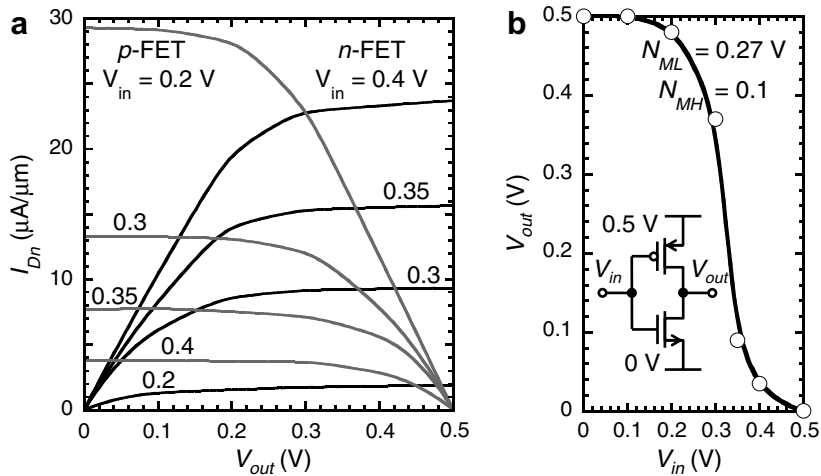 a
30
20
10
0
I_Dn (μA/μm)
p-FET
V_in = 0.2 V
n-FET
V_in = 0.4 V
0.35
0.3
0.3
0.35
0.4
0.2
0 0.1 0.2 0.3 0.4 0.5
V_out (V)
b
0.5
0.4
0.3
0.2
0.1
0
V_out (V)
N_ML = 0.27 V
N_MH = 0.1
0.5 V
V_in
V_out
0 V
0 0.1 0.2 0.3 0.4 0.5
V_in (V)